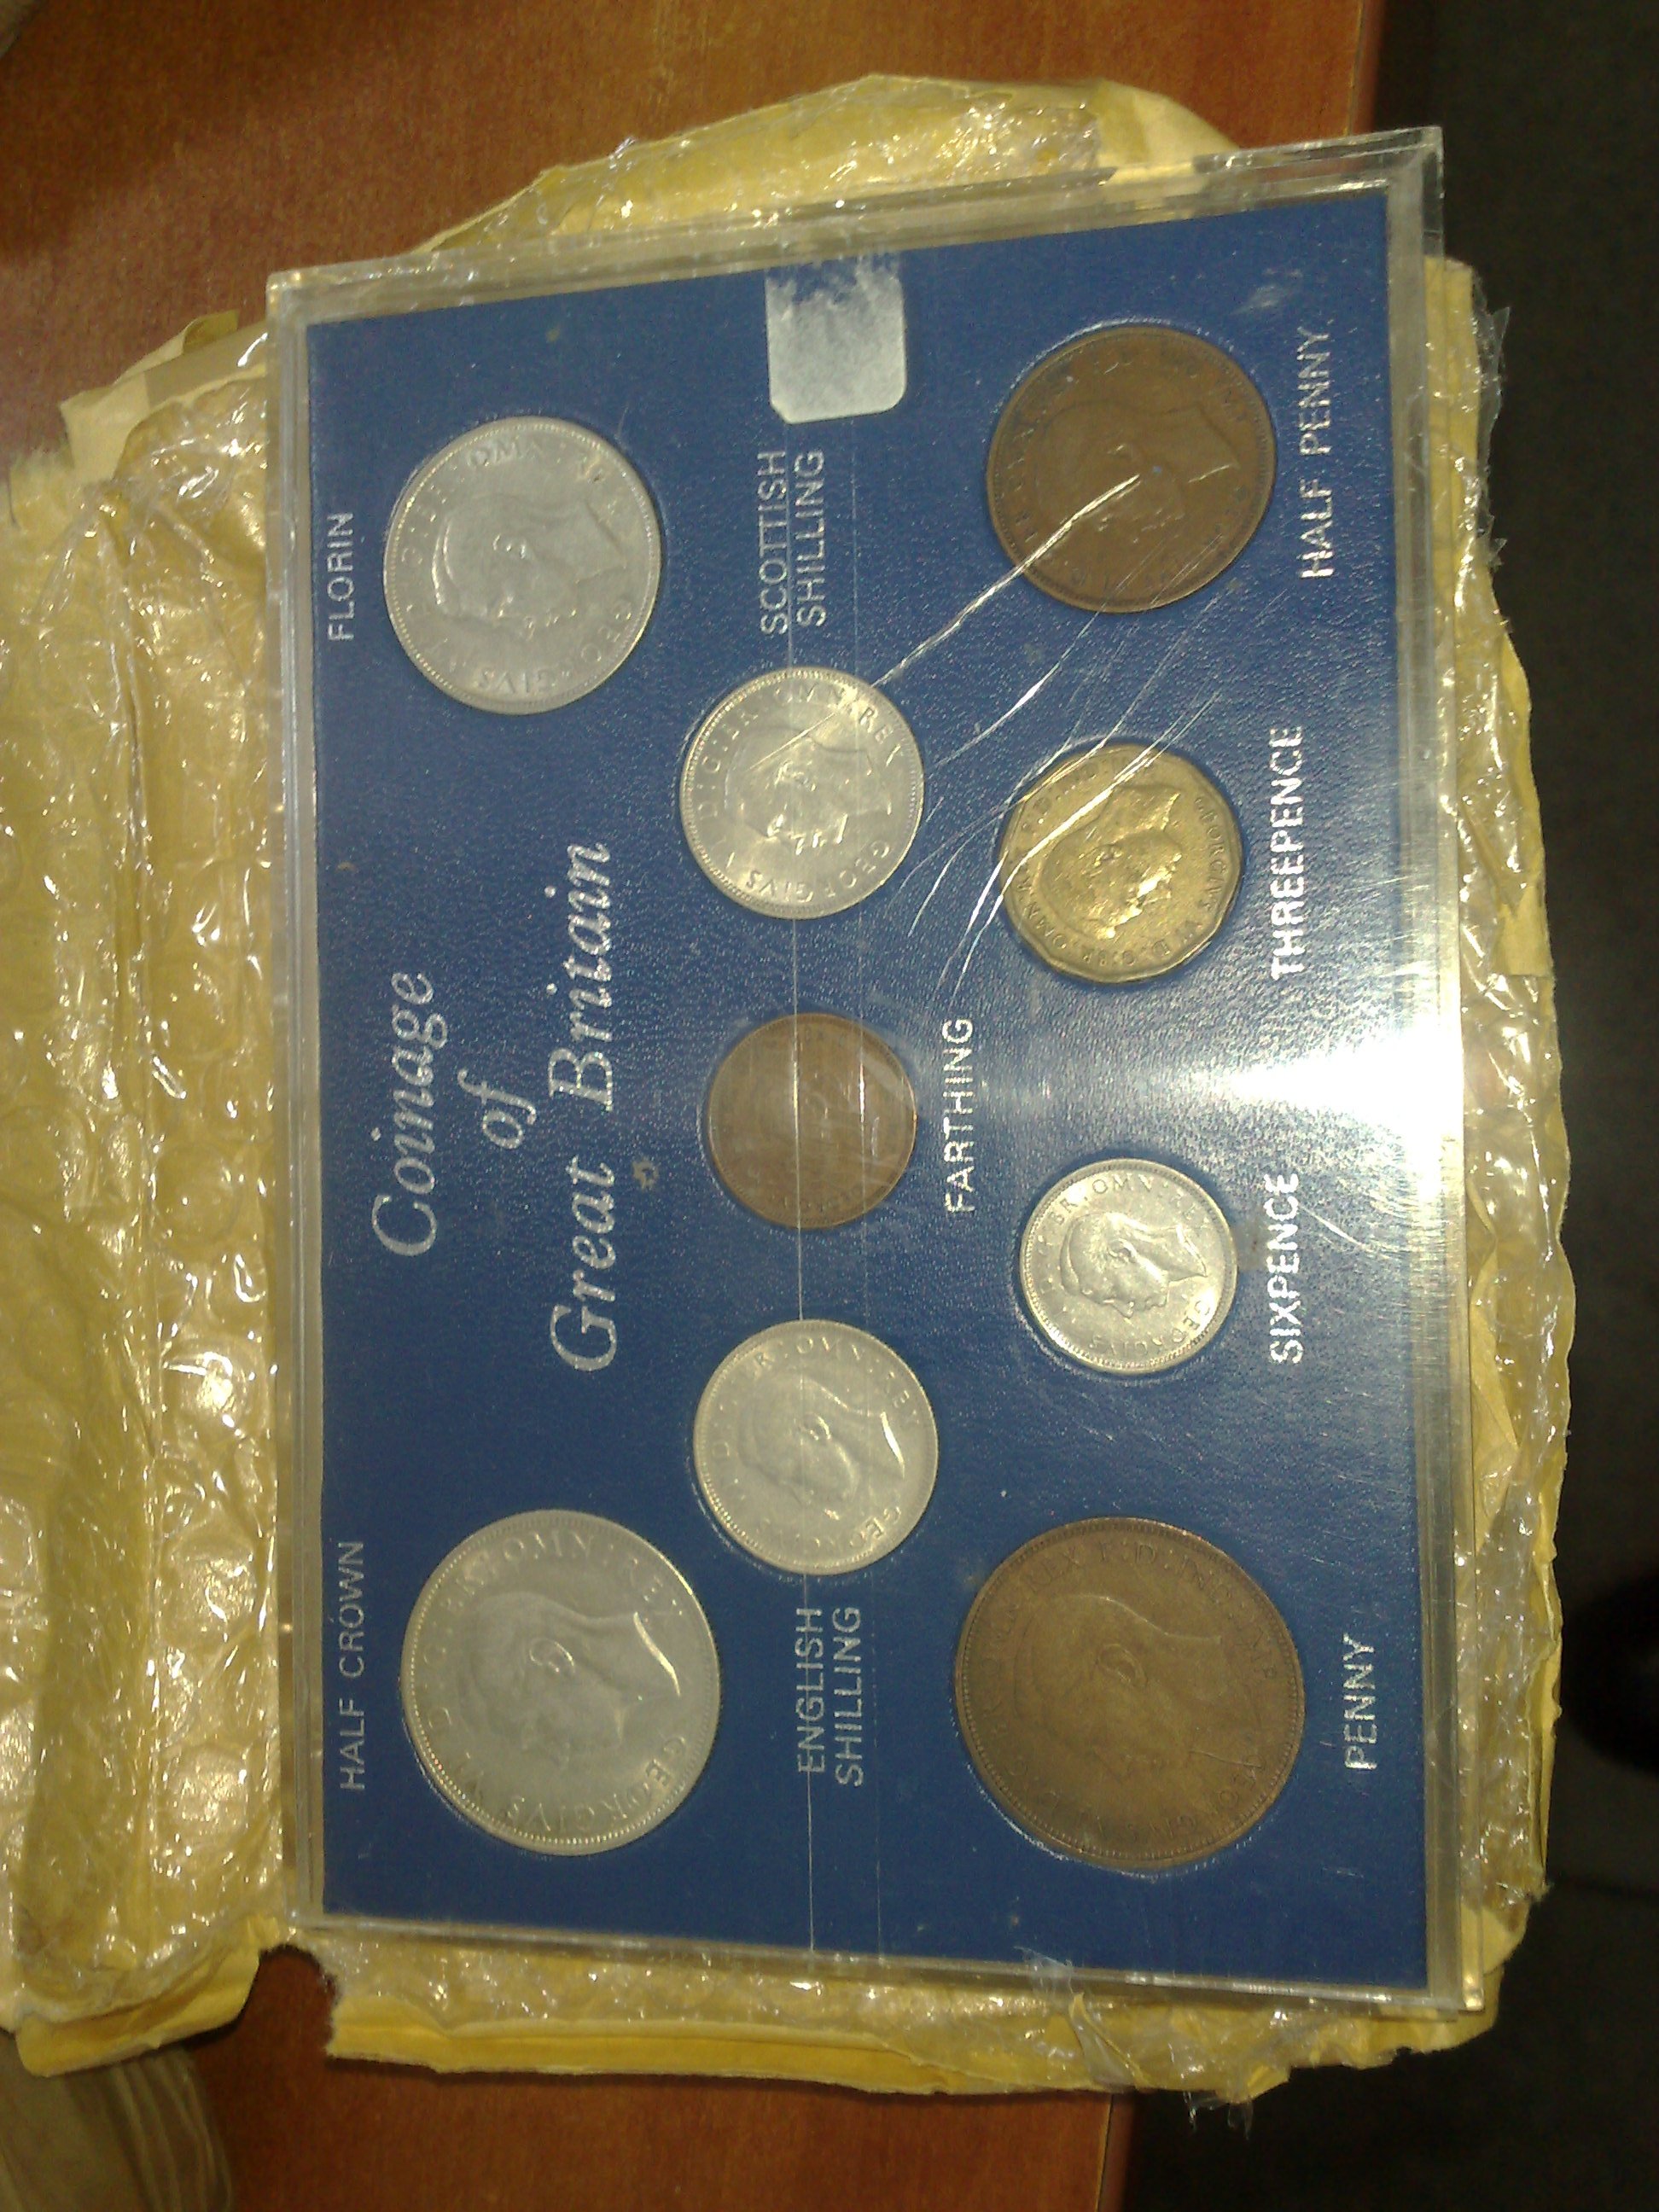 HALF CROWN
FLORIN
Coinage
of
Great Britain
ENGLISH
SHILLING
SCOTTISH
SHILLING
FARTHING
SIXPENCE
THREEPENCE
PENNY
HALF PENNY